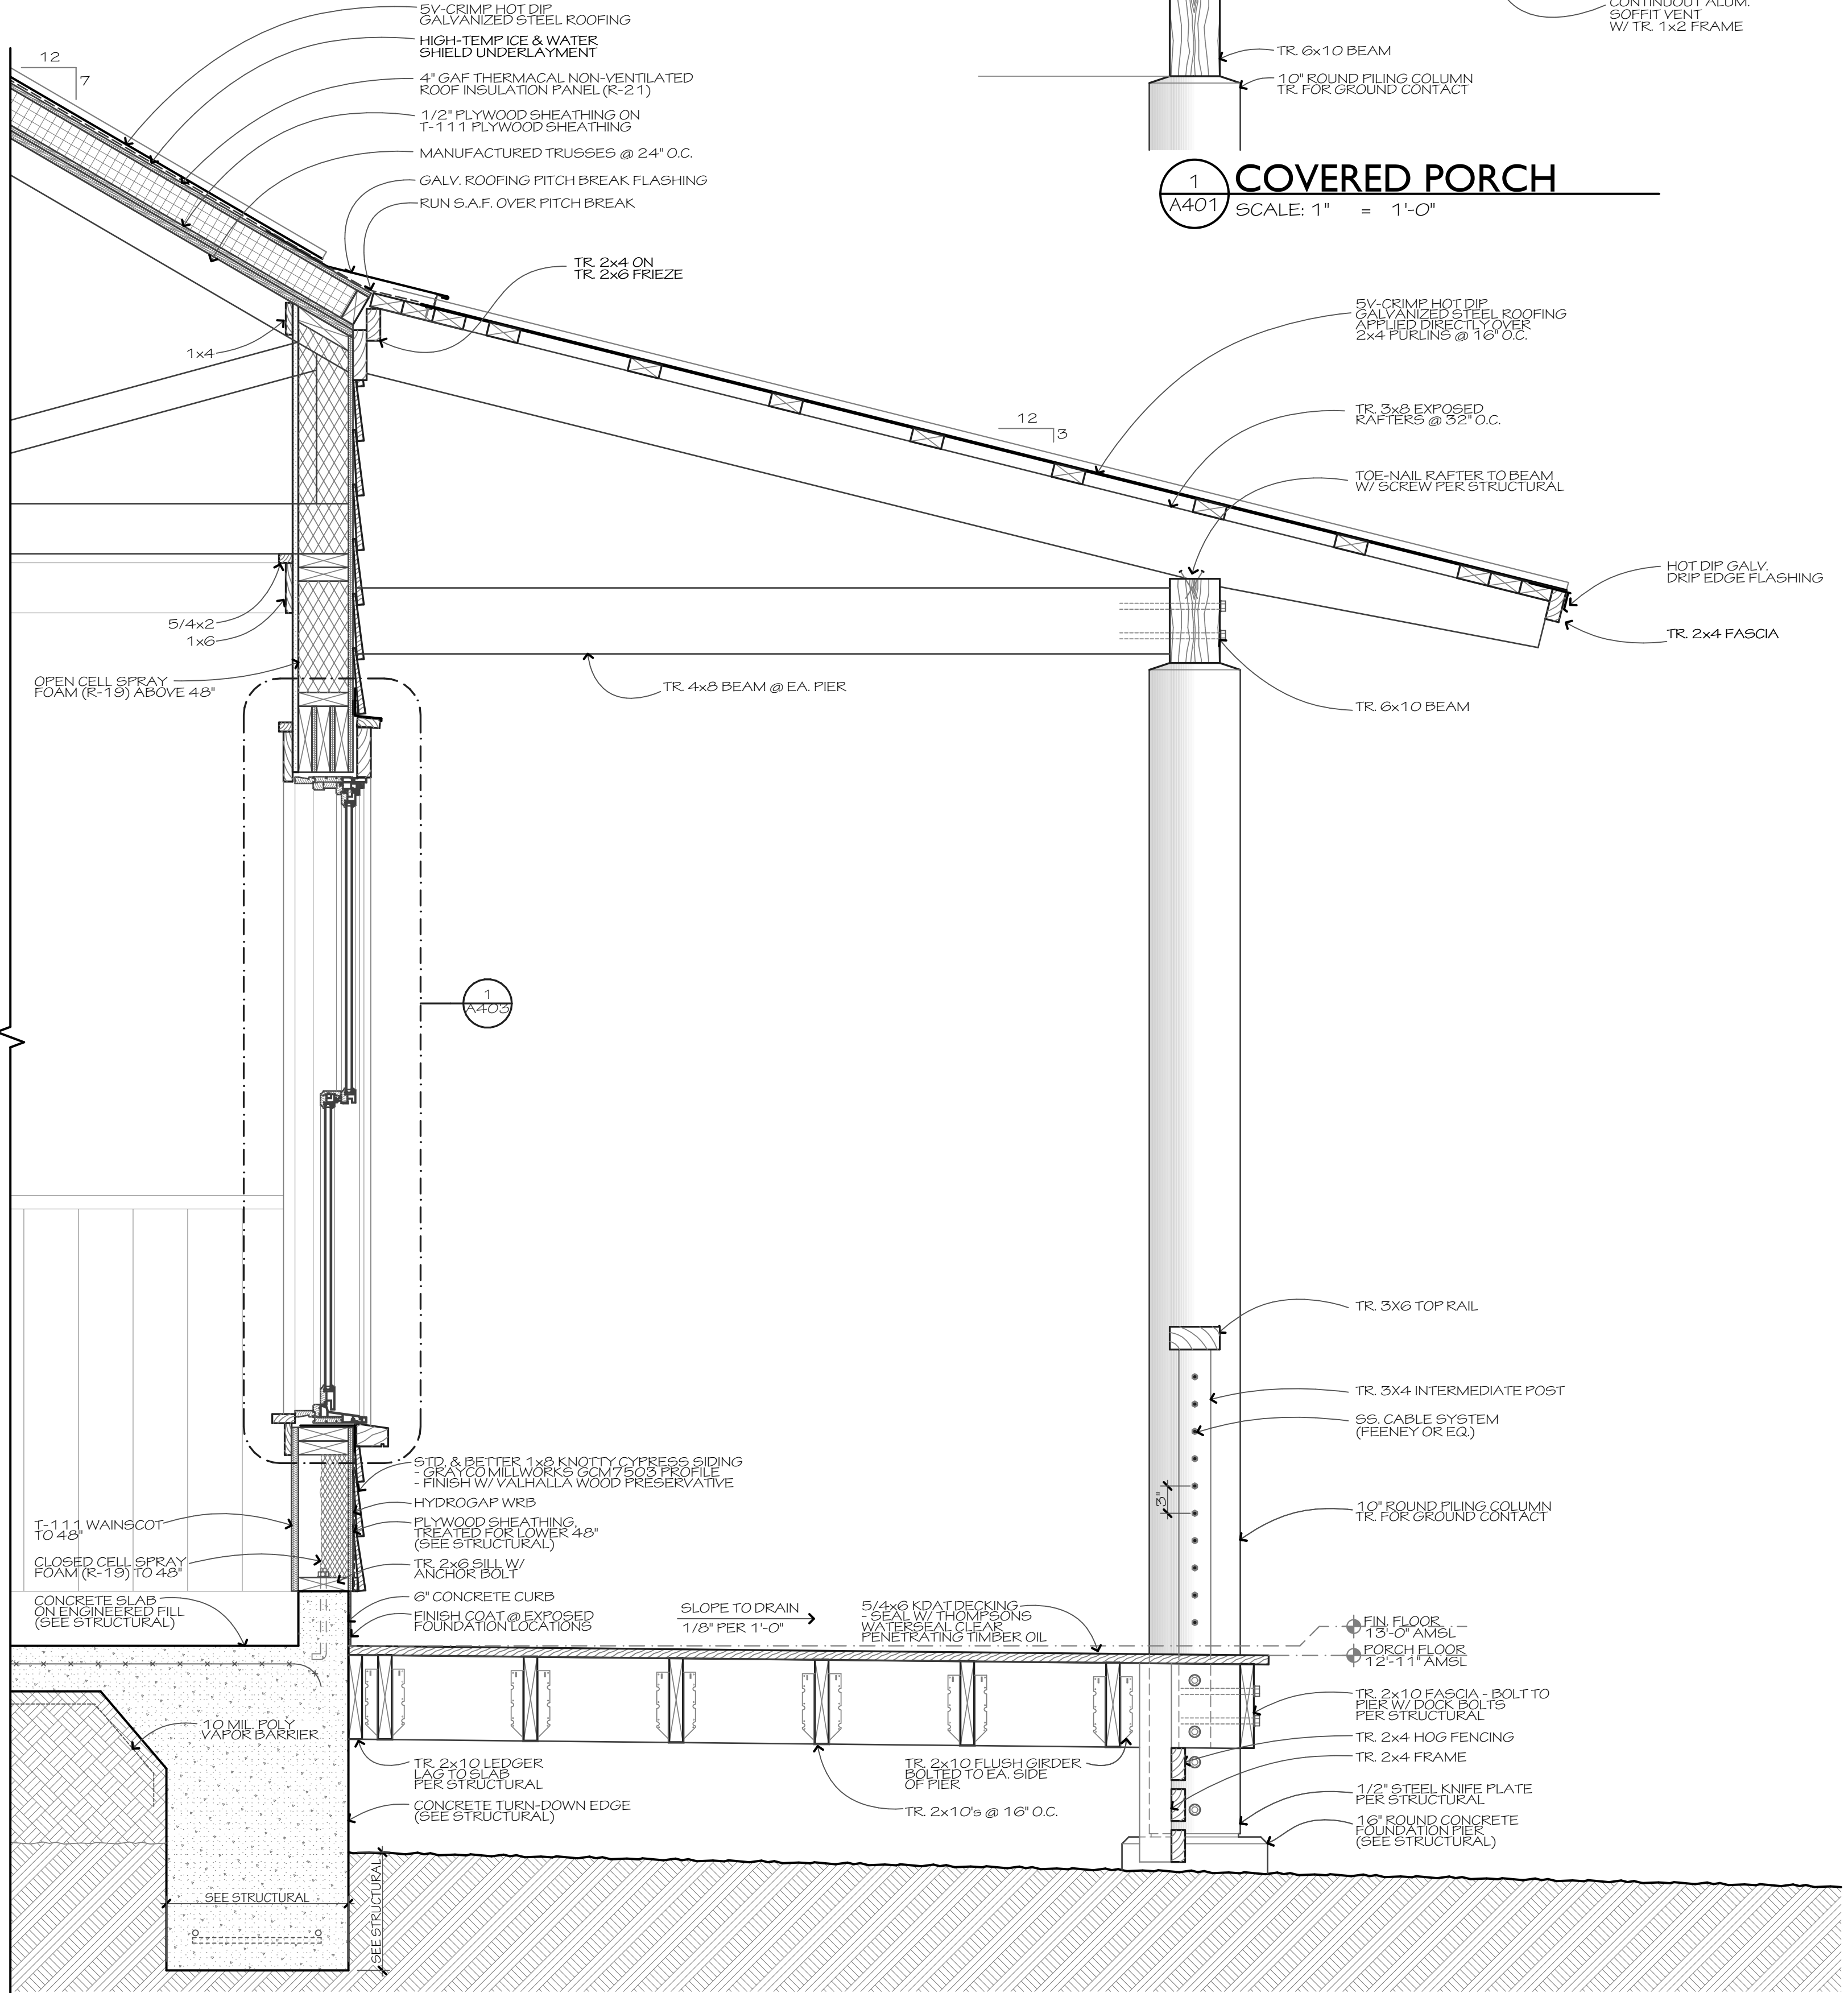 5V-CRIMP HOT DIP
GALVANIZED STEEL ROOFING
HIGH-TEMP ICE & WATER
SHIELD UNDERLAYMENT
4" GAF THERMACAL NON-VENTILATED
ROOF INSULATION PANEL (R-21)
1/2" PLYWOOD SHEATHING ON
T-111 PLYWOOD SHEATHING
MANUFACTURED TRUSSES @ 24" O.C.
GALV. ROOFING PITCH BREAK FLASHING
RUN S.A.F. OVER PITCH BREAK
12
7
TR. 2x4 ON
TR. 2x6 FRIEZE
CONTINUOUT ALUM.
SOFFIT VENT
W/ TR. 1x2 FRAME
TR. 6x10 BEAM
10" ROUND PILING COLUMN
TR. FOR GROUND CONTACT
1
A401
COVERED PORCH
SCALE: 1" = 1'-0"
5V-CRIMP HOT DIP
GALVANIZED STEEL ROOFING
APPLIED DIRECTLY OVER
2x4 PURLINS @ 16" O.C.
TR. 3x8 EXPOSED
RAFTERS @ 32" O.C.
12
3
TOE-NAIL RAFTER TO BEAM
W/ SCREW PER STRUCTURAL
HOT DIP GALV.
DRIP EDGE FLASHING
TR. 2x4 FASCIA
TR. 6x10 BEAM
TR. 4x8 BEAM @ EA. PIER
1x4
5/4x2
1x6
OPEN CELL SPRAY
FOAM (R-19) ABOVE 48"
1
A403
TR. 3X6 TOP RAIL
TR. 3X4 INTERMEDIATE POST
SS. CABLE SYSTEM
(FEENEY OR EQ.)
3"
10" ROUND PILING COLUMN
TR. FOR GROUND CONTACT
STD. & BETTER 1x8 KNOTTY CYPRESS SIDING
- GRAYCO MILLWORKS GCM7503 PROFILE
- FINISH W/ VALHALLA WOOD PRESERVATIVE
HYDROGAP WRB
PLYWOOD SHEATHING,
TREATED FOR LOWER 48"
(SEE STRUCTURAL)
TR. 2x6 SILL W/
ANCHOR BOLT
6" CONCRETE CURB
FINISH COAT @ EXPOSED
FOUNDATION LOCATIONS
T-111 WAINSCOT
TO 48"
CLOSED CELL SPRAY
FOAM (R-19) TO 48"
CONCRETE SLAB
ON ENGINEERED FILL
(SEE STRUCTURAL)
SLOPE TO DRAIN
1/8" PER 1'-0"
5/4x6 KDAT DECKING
- SEAL W/ THOMPSONS
WATERSEAL CLEAR
PENETRATING TIMBER OIL
FIN. FLOOR
13'-0" AMSL
PORCH FLOOR
12'-11" AMSL
TR. 2x10 FASCIA - BOLT TO
PIER W/ DOCK BOLTS
PER STRUCTURAL
TR. 2x4 HOG FENCING
TR. 2x4 FRAME
1/2" STEEL KNIFE PLATE
PER STRUCTURAL
16" ROUND CONCRETE
FOUNDATION PIER
(SEE STRUCTURAL)
10 MIL. POLY
VAPOR BARRIER
TR. 2x10 LEDGER
LAG TO SLAB
PER STRUCTURAL
CONCRETE TURN-DOWN EDGE
(SEE STRUCTURAL)
TR. 2x10 FLUSH GIRDER
BOLTED TO EA. SIDE
OF PIER
TR. 2x10's @ 16" O.C.
SEE STRUCTURAL
SEE STRUCTURAL